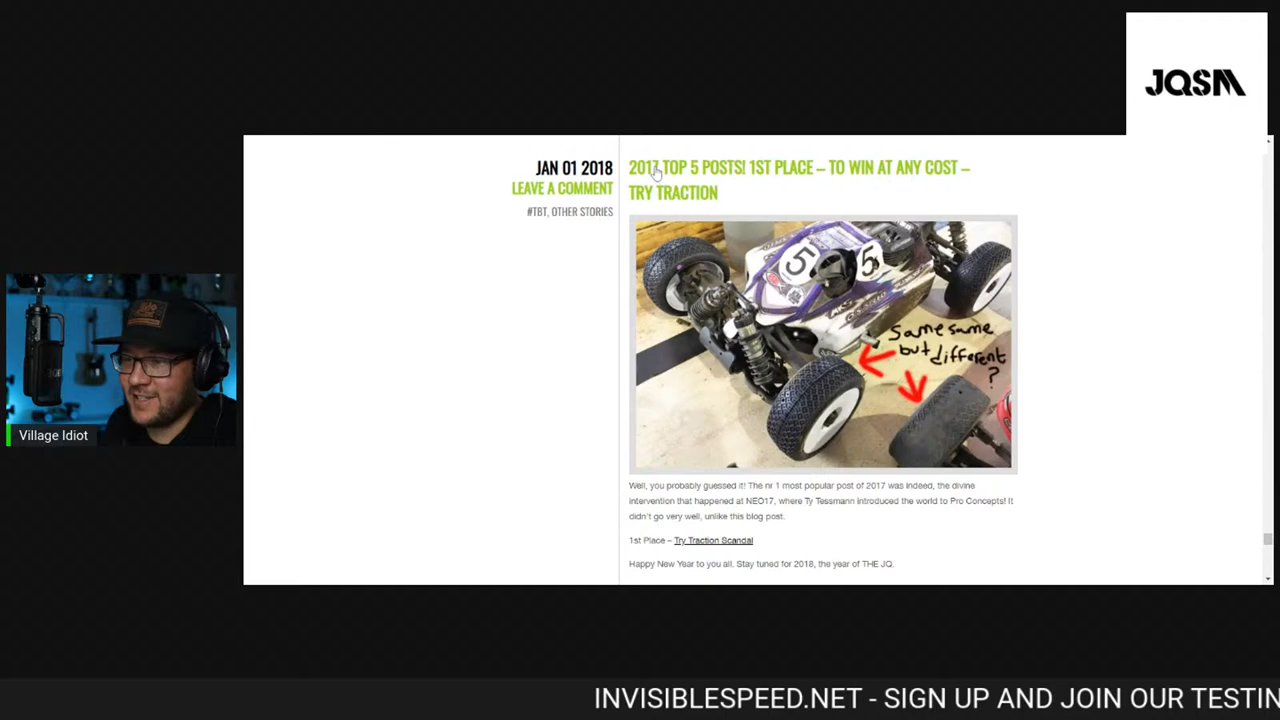 JQSM
JAN 01 2018
LEAVE A COMMENT
#TBT, OTHER STORIES
2017 TOP 5 POSTS! 1ST PLACE – TO WIN AT ANY COST –
TRY TRACTION
5
5
Same same
but different
?
Well, you probably guessed it! The nr 1 most popular post of 2017 was indeed, the divine
intervention that happened at NEO17, where Ty Tessmann introduced the world to Pro Concepts! It
didn't go very well, unlike this blog post.
1st Place – Try Traction Scandal
Happy New Year to you all. Stay tuned for 2018, the year of THE JQ.
Village Idiot
INVISIBLESPEED.NET - SIGN UP AND JOIN OUR TESTIN